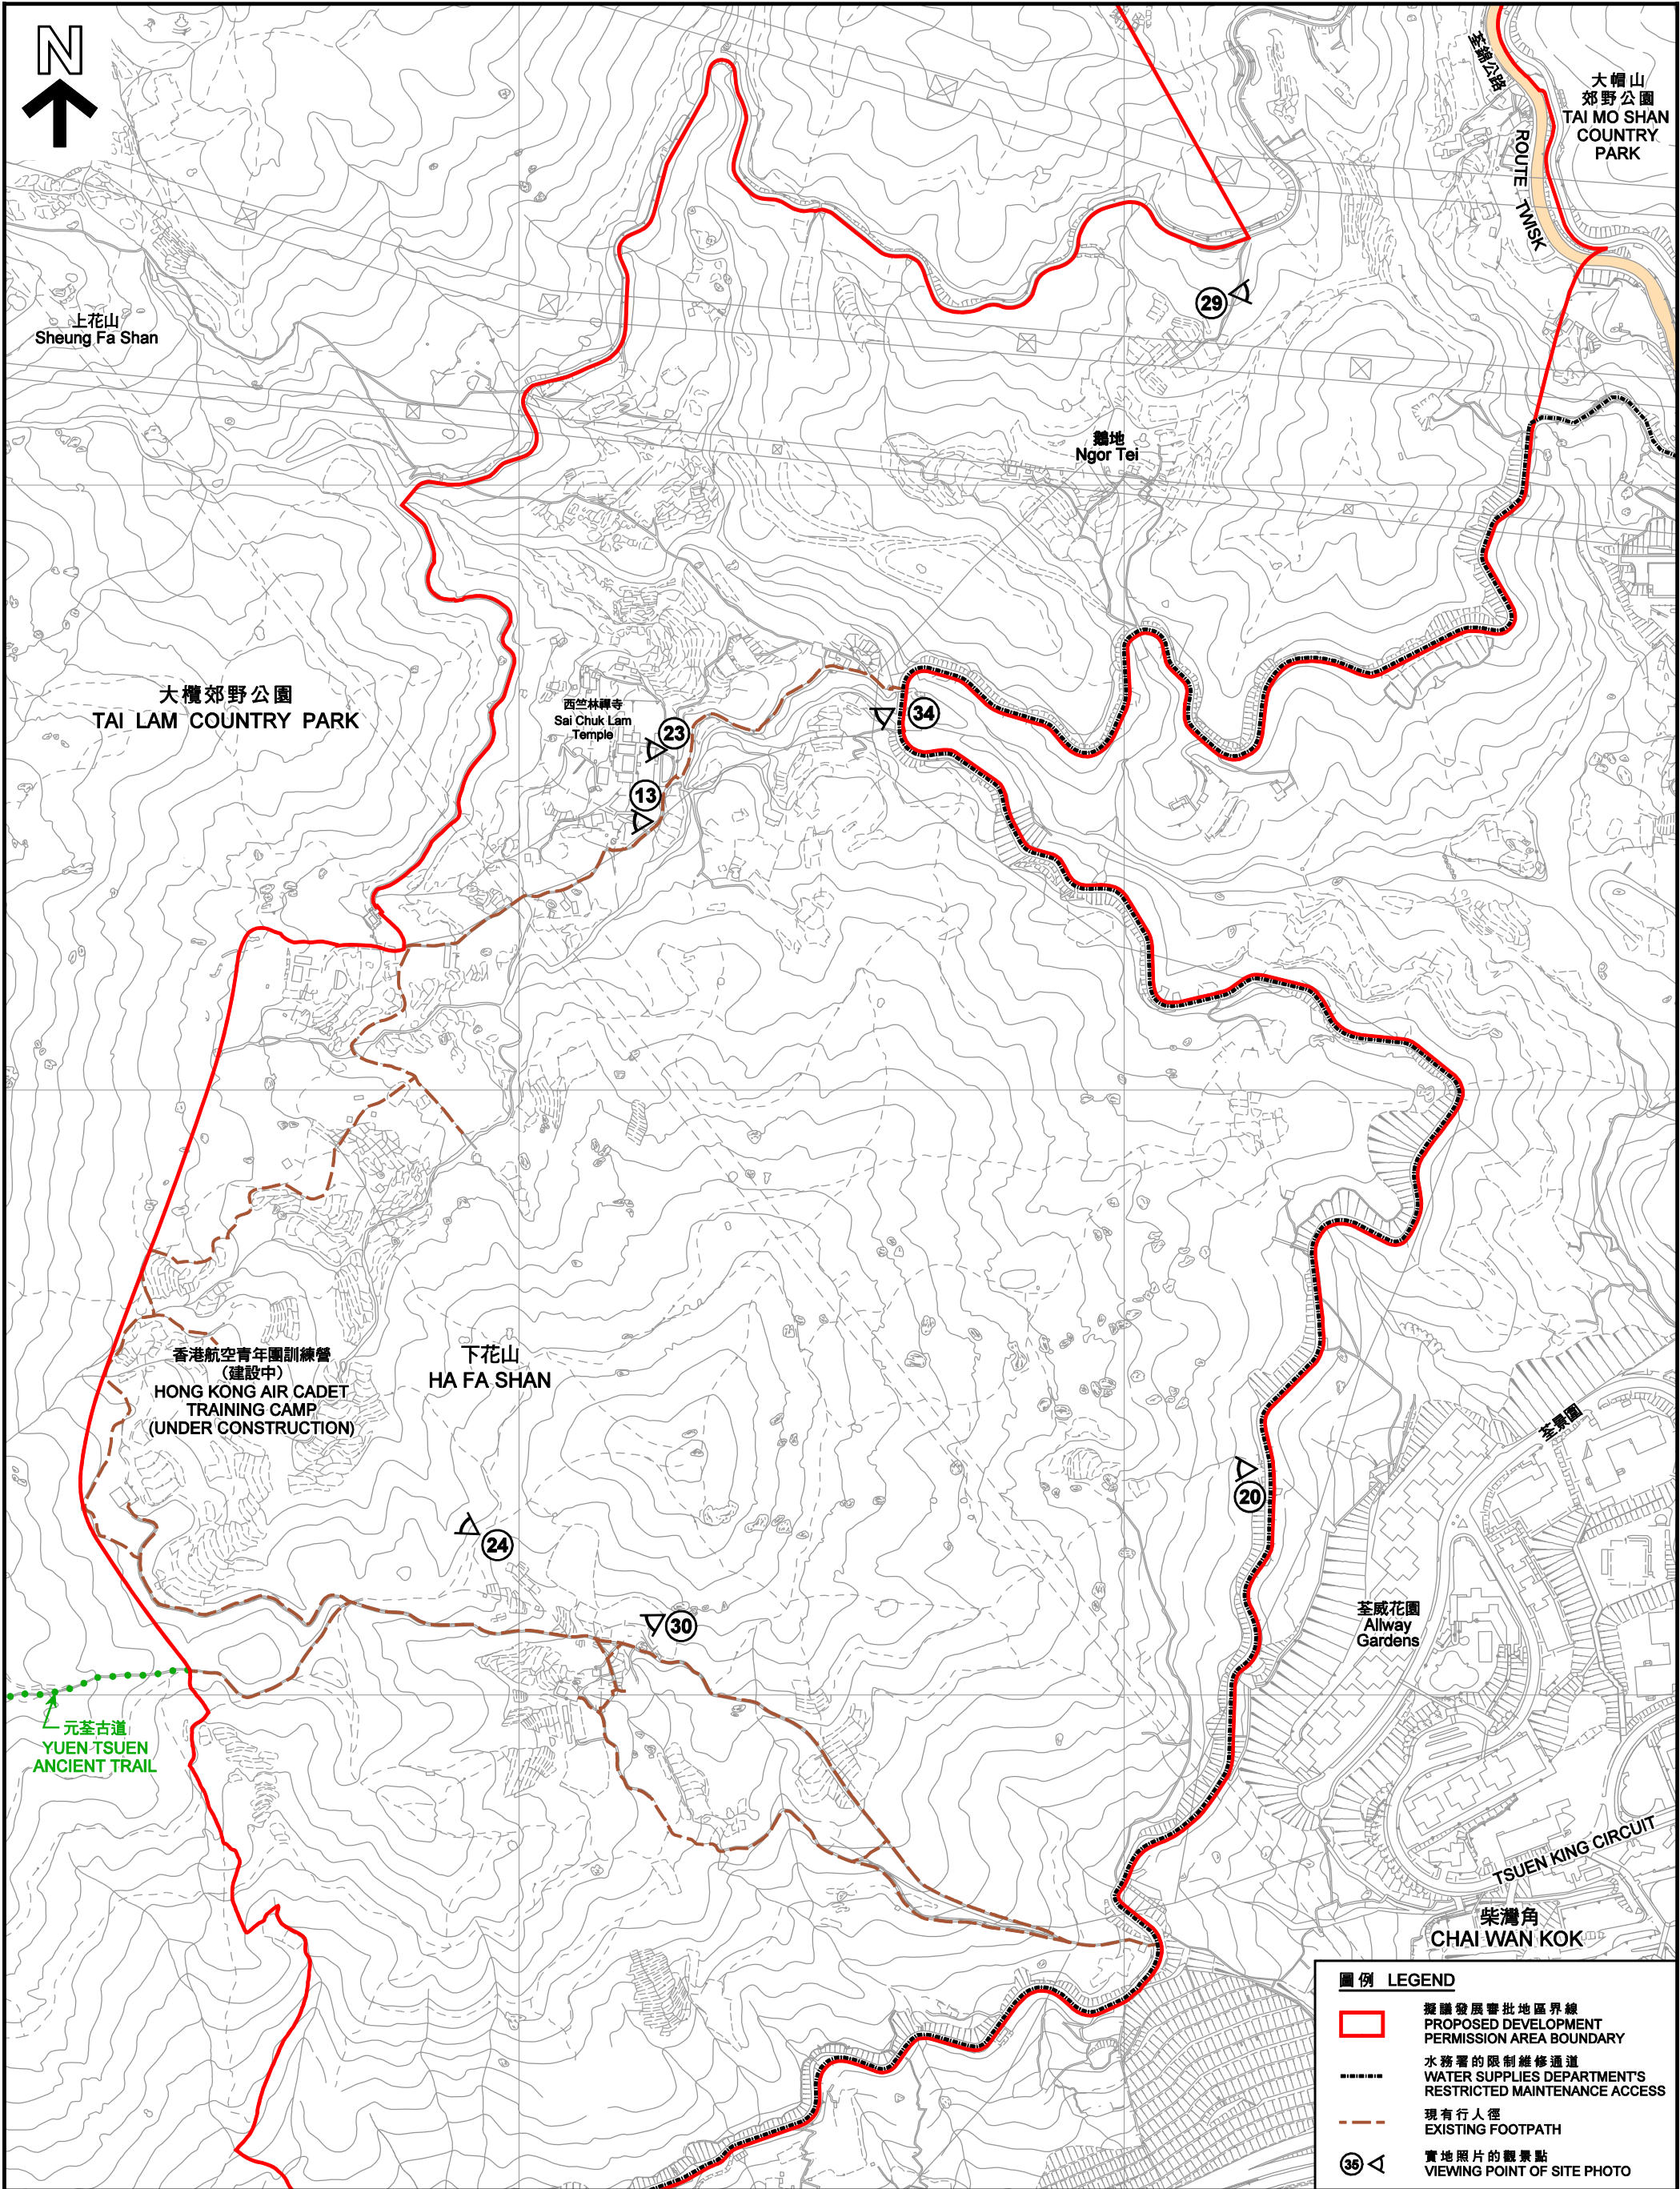 N
荃錦公路
ROUTE TWISK
大帽山
郊野公園
TAI MO SHAN
COUNTRY
PARK
上花山
Sheung Fa Shan
29
鵝地
Ngor Tei
大欖郊野公園
TAI LAM COUNTRY PARK
西竺林禪寺
Sai Chuk Lam
Temple
23
34
13
香港航空青年團訓練營
(建設中)
HONG KONG AIR CADET
TRAINING CAMP
(UNDER CONSTRUCTION)
下花山
HA FA SHAN
荃景圍
20
24
30
荃威花園
Allway
Gardens
元荃古道
YUEN TSUEN
ANCIENT TRAIL
TSUEN KING CIRCUIT
柴灣角
CHAI WAN KOK
圖例 LEGEND
擬議發展審批地區界線
PROPOSED DEVELOPMENT
PERMISSION AREA BOUNDARY
水務署的限制維修通道
WATER SUPPLIES DEPARTMENT'S
RESTRICTED MAINTENANCE ACCESS
現有行人徑
EXISTING FOOTPATH
35
實地照片的觀景點
VIEWING POINT OF SITE PHOTO